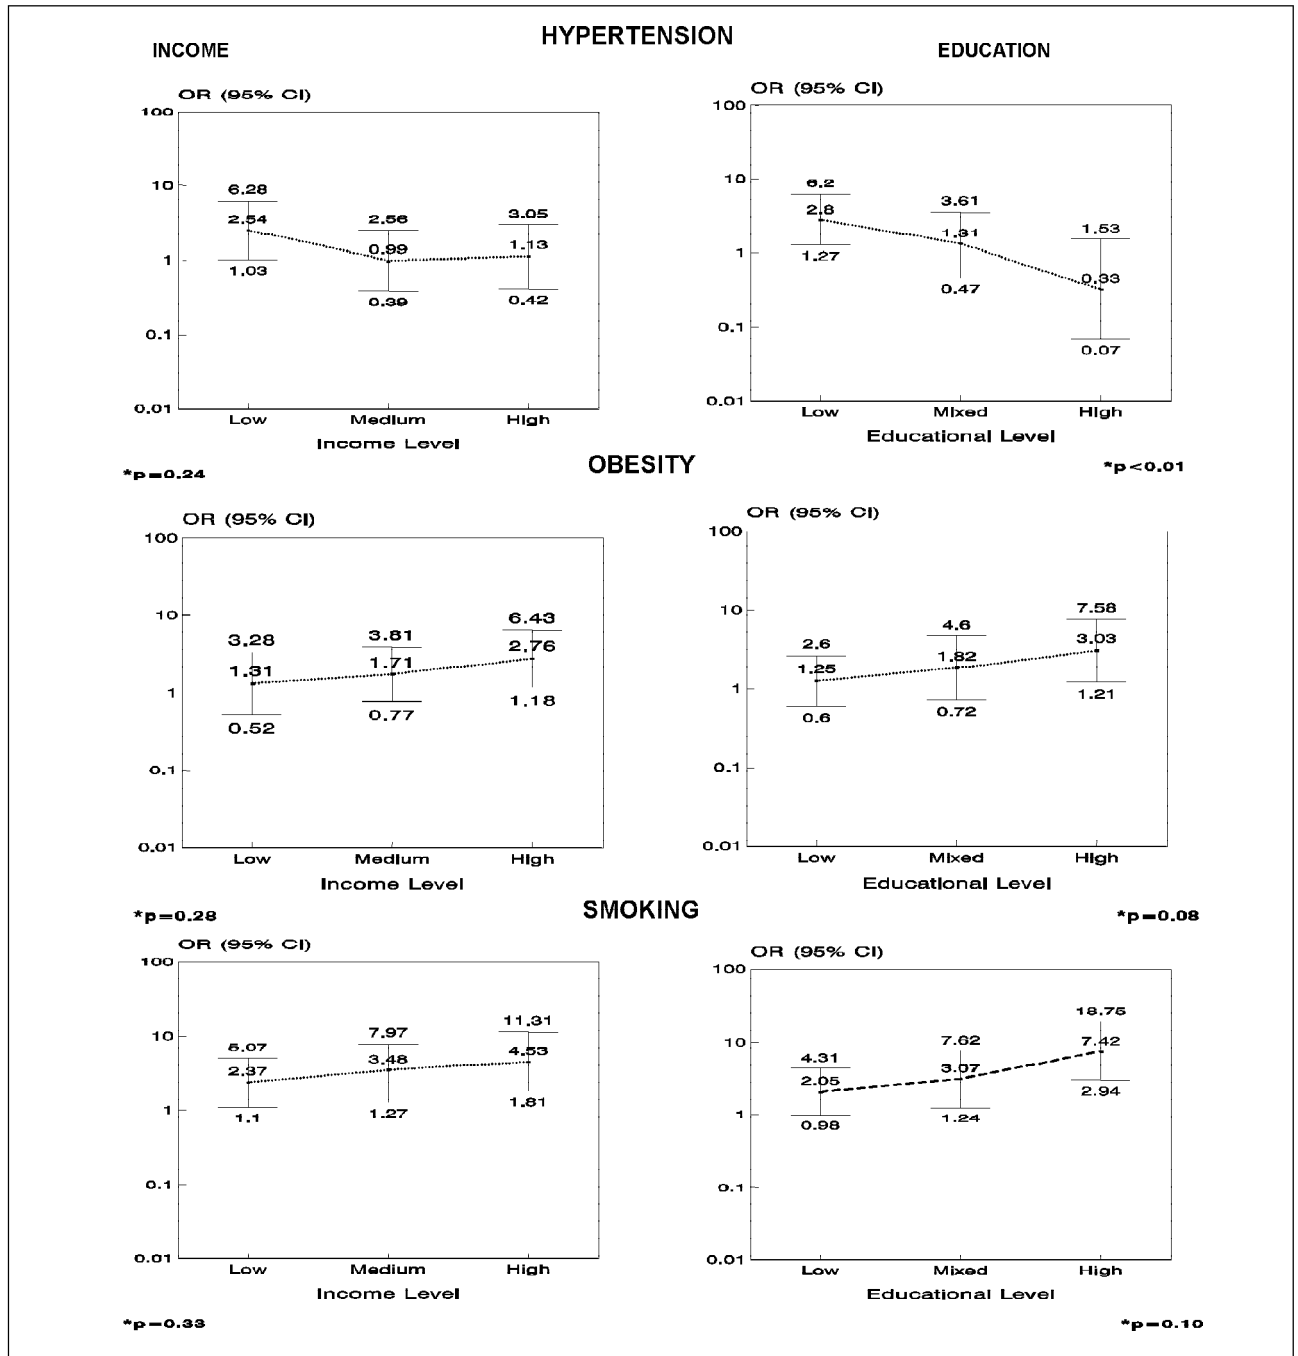 HYPERTENSION
INCOME
EDUCATION
OR (95% CI)
100
10
1
0.1
0.01
6.28
2.54
1.03
2.56
0.99
0.39
3.05
1.13
0.42
Low Medium High
Income Level
*p=0.24
OR (95% CI)
100
10
1
0.1
0.01
6.2
2.8
1.27
3.61
1.31
0.47
1.53
0.33
0.07
Low Mixed High
Educational Level
*p<0.01
OBESITY
OR (95% CI)
100
10
1
0.1
0.01
3.28
1.31
0.52
3.81
1.71
0.77
6.43
2.76
1.18
Low Medium High
Income Level
*p=0.28
OR (95% CI)
100
10
1
0.1
0.01
2.6
1.25
0.6
4.6
1.82
0.72
7.58
3.03
1.21
Low Mixed High
Educational Level
*p=0.08
SMOKING
OR (95% CI)
100
10
1
0.1
0.01
5.07
2.37
1.1
7.97
3.48
1.27
11.31
4.53
1.81
Low Medium High
Income Level
*p=0.33
OR (95% CI)
100
10
1
0.1
0.01
4.31
2.05
0.98
7.62
3.07
1.24
18.75
7.42
2.94
Low Mixed High
Educational Level
*p=0.10